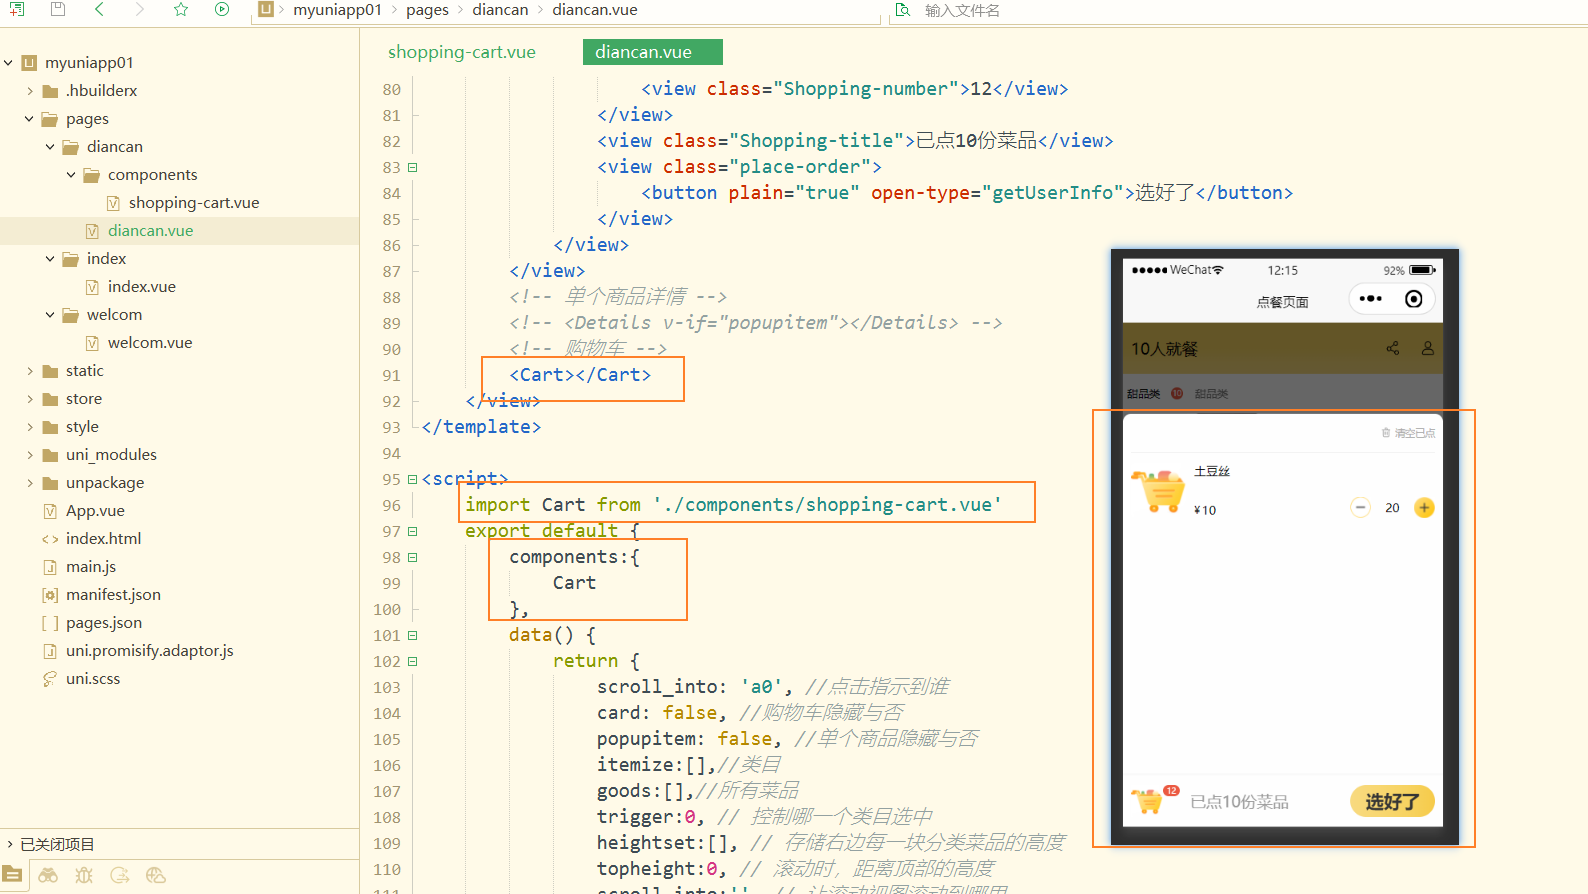 U > myuniapp01 > pages > diancan > diancan.vue
输入文件名
myuniapp01
.hbuilderx
pages
diancan
components
shopping-cart.vue
diancan.vue
index
index.vue
welcom
welcom.vue
static
store
style
uni_modules
unpackage
App.vue
index.html
main.js
manifest.json
pages.json
uni.promisify.adaptor.js
uni.scss
已关闭项目
shopping-cart.vue
diancan.vue
80 <view class="Shopping-number">12</view>
81 </view>
82 <view class="Shopping-title">已点10份菜品</view>
83 <view class="place-order">
84 <button plain="true" open-type="getUserInfo">选好了</button>
85 </view>
86 </view>
87 </view>
88 <!-- 单个商品详情 -->
89 <!-- <Details v-if="popupitem"></Details> -->
90 <!-- 购物车 -->
91 <Cart></Cart>
92 </view>
93 </template>
94
95 <script>
96 import Cart from './components/shopping-cart.vue'
97 export default {
98 components:{
99 Cart
100 },
101 data() {
102 return {
103 scroll_into: 'a0', //点击指示到谁
104 card: false, //购物车隐藏与否
105 popupitem: false, //单个商品隐藏与否
106 itemize:[],//类目
107 goods:[],//所有菜品
108 trigger:0, // 控制哪一个类目选中
109 heightset:[], // 存储右边每一块分类菜品的高度
110 topheight:0, // 滚动时，距离顶部的高度
111 scroll_into:'', // 让滚动视图滚动到哪里
WeChat 12:15 92%
点餐页面
10人就餐
甜品类 10 甜品类
清空已点
土豆丝
¥10 20
12 已点10份菜品 选好了